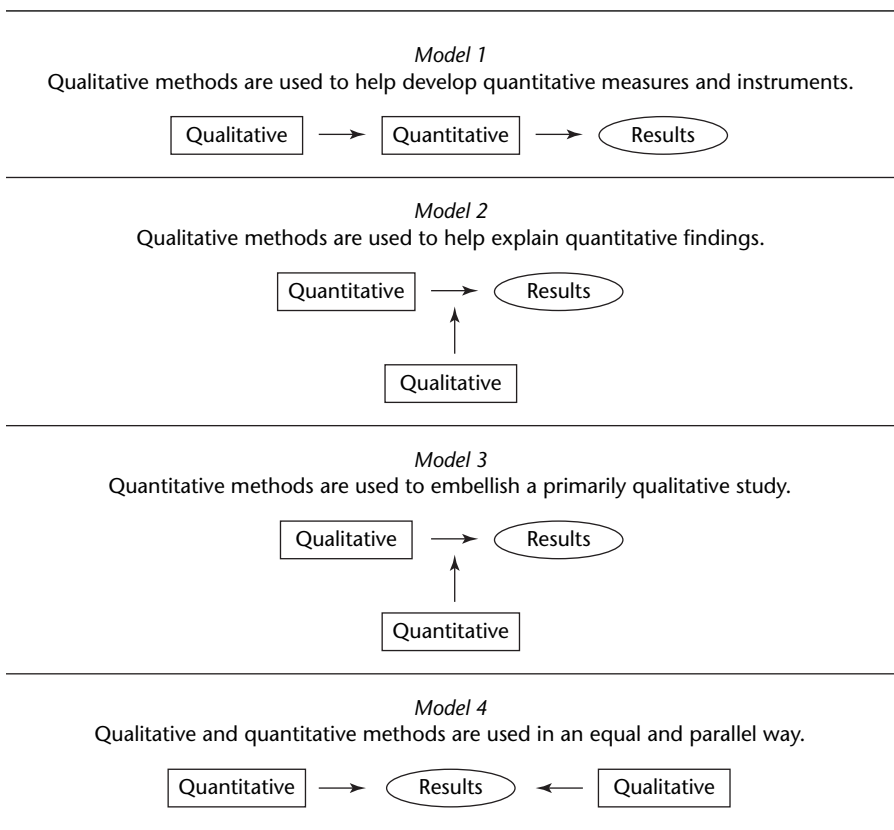 Model 1
Qualitative methods are used to help develop quantitative measures and instruments.
Qualitative Quantitative Results
Model 2
Qualitative methods are used to help explain quantitative findings.
Quantitative Results
Qualitative
Model 3
Quantitative methods are used to embellish a primarily qualitative study.
Qualitative Results
Quantitative
Model 4
Qualitative and quantitative methods are used in an equal and parallel way.
Quantitative Results Qualitative